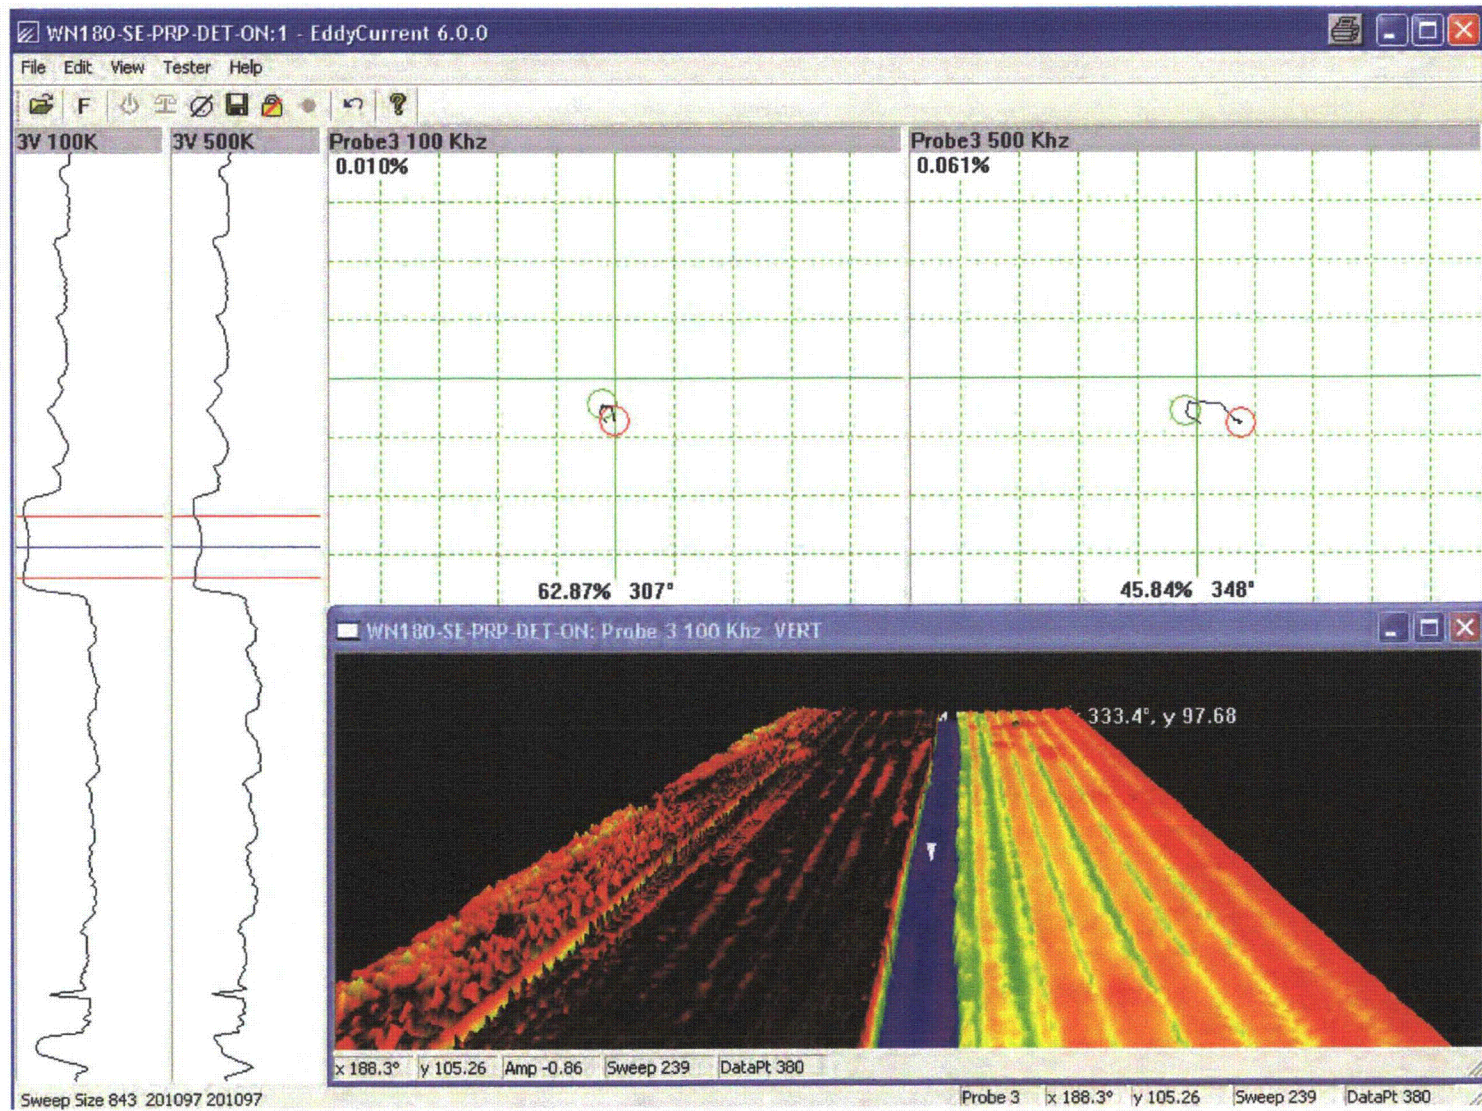 WN180-SE-PRP-DET-ON:1 - EddyCurrent 6.0.0
File Edit View Tester Help
F
3V 100K
3V 500K
Probe3 100 Khz
Probe3 500 Khz
0.010%
0.061%
62.87% 307°
45.84% 348°
WN180-SE-PRP-DET-ON: Probe 3 100 Khz VERT
333.4°, y 97.68
x 188.3° y 105.26 Amp -0.86 Sweep 239 DataPt 380
Sweep Size 843 201097 201097
Probe 3 x 188.3° y 105.26 Sweep 239 DataPt 380